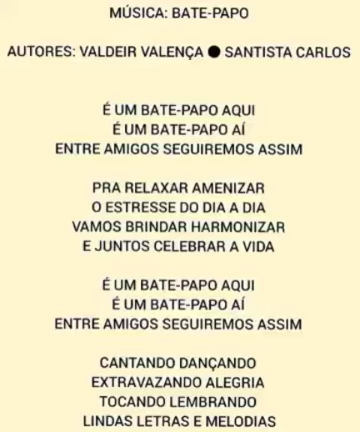 MÚSICA: BATE-PAPO
AUTORES: VALDEIR VALENÇA ● SANTISTA CARLOS
É UM BATE-PAPO AQUI
É UM BATE-PAPO AÍ
ENTRE AMIGOS SEGUIREMOS ASSIM
PRA RELAXAR AMENIZAR
O ESTRESSE DO DIA A DIA
VAMOS BRINDAR HARMONIZAR
E JUNTOS CELEBRAR A VIDA
É UM BATE-PAPO AQUI
É UM BATE-PAPO AÍ
ENTRE AMIGOS SEGUIREMOS ASSIM
CANTANDO DANÇANDO
EXTRAVAZANDO ALEGRIA
TOCANDO LEMBRANDO
LINDAS LETRAS E MELODIAS